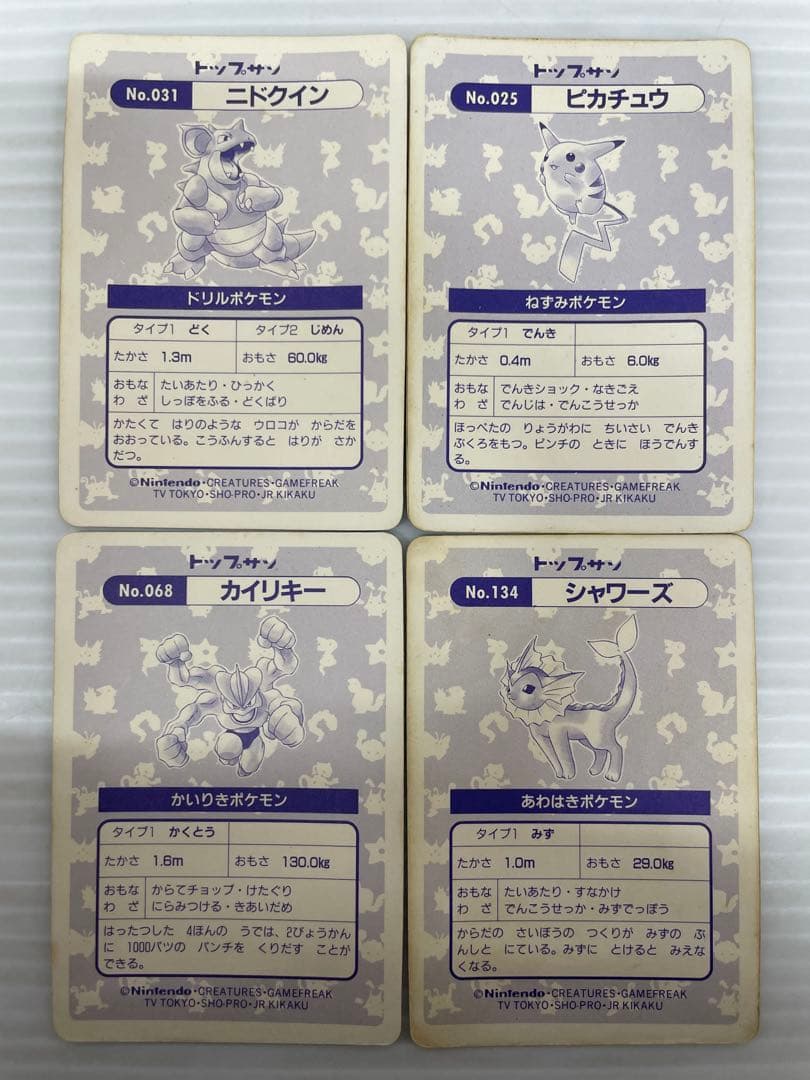 トップサン
No.031 ニドクイン
ドリルポケモン
タイプ1 どく タイプ2 じめん
たかさ 1.3m おもさ 60.0kg
おもな たいあたり・ひっかく
わ ざ しっぽをふる・どくばり
かたくて はりのような ウロコが からだを
おおっている。こうふんすると はりが さか
だつ。
©Nintendo・CREATURES・GAMEFREAK
TV TOKYO・SHO-PRO・JR KIKAKU
トップサン
No.025 ピカチュウ
ねずみポケモン
タイプ1 でんき
たかさ 0.4m おもさ 6.0kg
おもな でんきショック・なきごえ
わ ざ でんじは・でんこうせっか
ほっぺたの りょうがわに ちいさい でんき
ぶくろをもつ。ピンチの ときに ほうでんす
る。
©Nintendo・CREATURES・GAMEFREAK
TV TOKYO・SHO-PRO・JR KIKAKU
トップサン
No.068 カイリキー
かいりきポケモン
タイプ1 かくとう
たかさ 1.6m おもさ 130.0kg
おもな からてチョップ・けたぐり
わ ざ にらみつける・きあいだめ
はったつした 4ほんの うでは、2びょうかん
に 1000パツの パンチを くりだす ことが
できる。
©Nintendo・CREATURES・GAMEFREAK
TV TOKYO・SHO-PRO・JR KIKAKU
トップサン
No.134 シャワーズ
あわはきポケモン
タイプ1 みず
たかさ 1.0m おもさ 29.0kg
おもな たいあたり・すなかけ
わ ざ でんこうせっか・みずでっぽう
からだの さいぼうの つくりが みずの ぶ
んしと にている。みずに とけると みえな
くなる。
©Nintendo・CREATURES・GAMEFREAK
TV TOKYO・SHO-PRO・JR KIKAKU